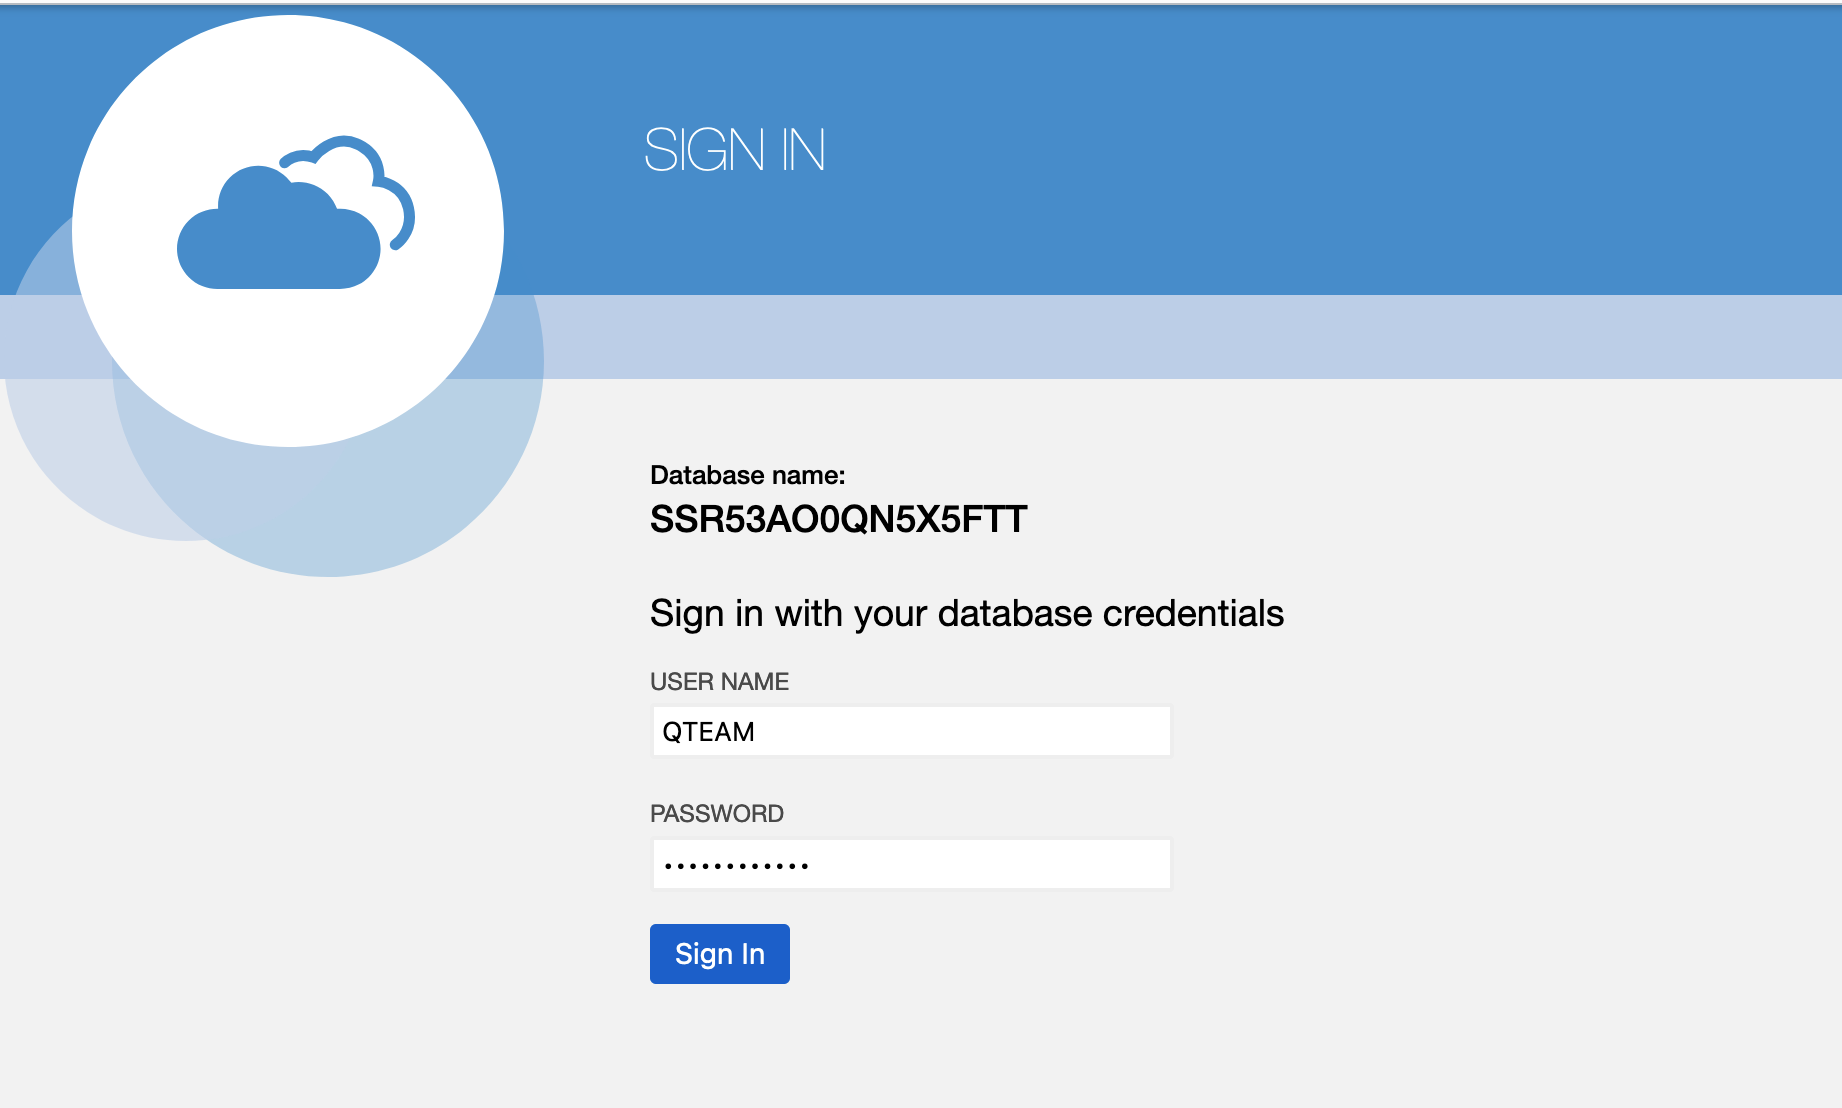 SIGN IN
Database name:
SSR53AO0QN5X5FTT
Sign in with your database credentials
USER NAME
QTEAM
PASSWORD
••••••••••••
Sign In